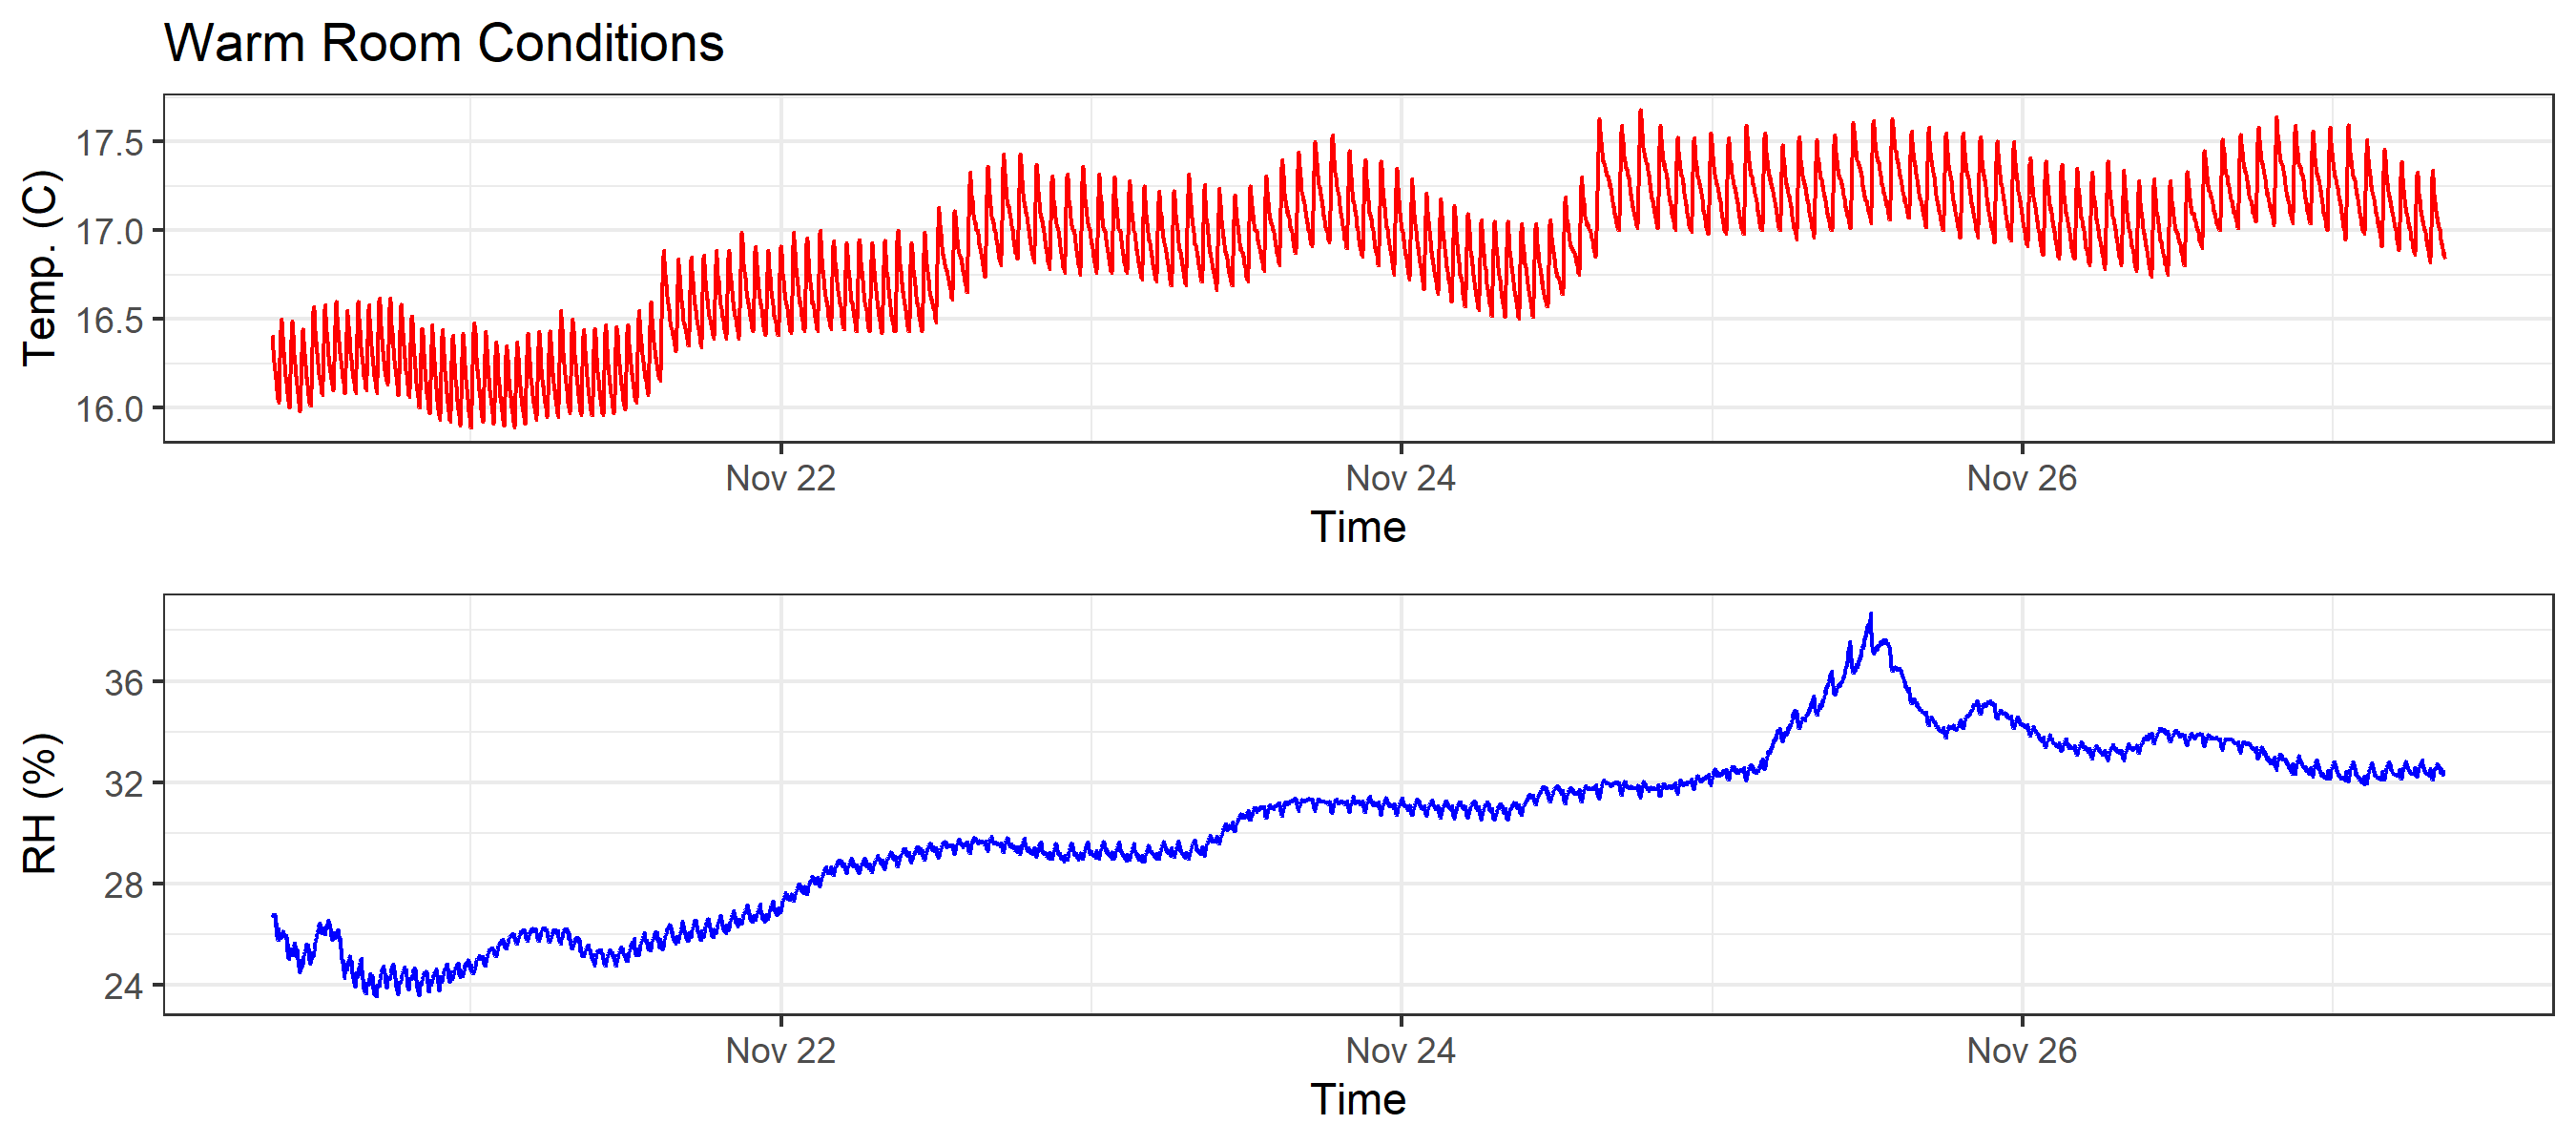 Warm Room Conditions
Temp. (C)
17.5
17.0
16.5
16.0
Nov 22 Nov 24 Nov 26
Time
RH (%)
36
32
28
24
Nov 22 Nov 24 Nov 26
Time